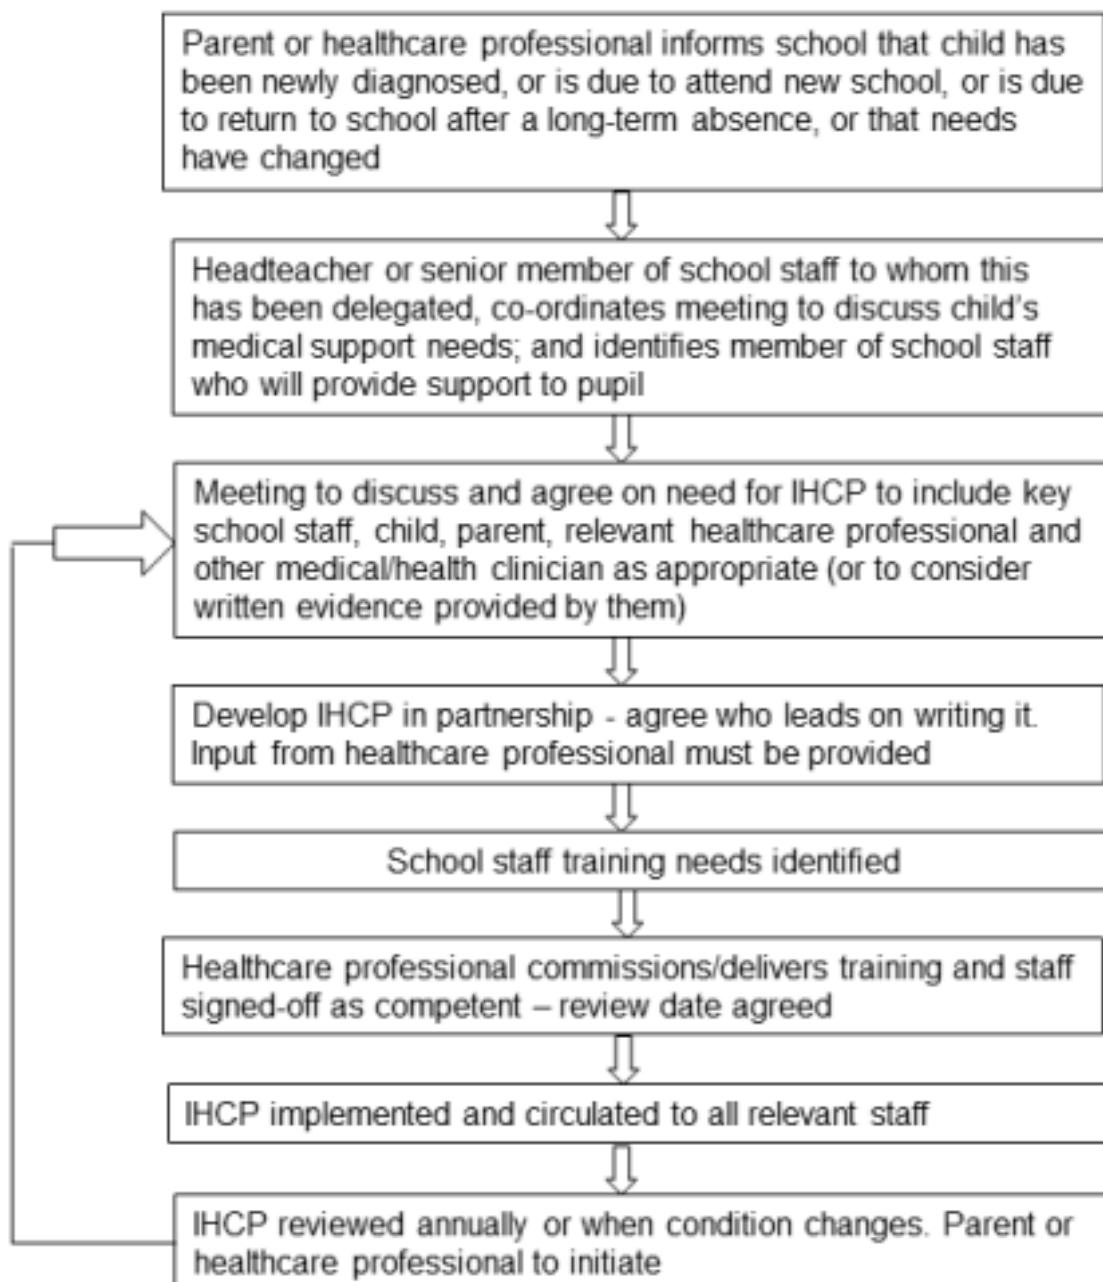 Parent or healthcare professional informs school that child has
been newly diagnosed, or is due to attend new school, or is due
to return to school after a long-term absence, or that needs
have changed
Headteacher or senior member of school staff to whom this
has been delegated, co-ordinates meeting to discuss child's
medical support needs; and identifies member of school staff
who will provide support to pupil
Meeting to discuss and agree on need for IHCP to include key
school staff, child, parent, relevant healthcare professional and
other medical/health clinician as appropriate (or to consider
written evidence provided by them)
Develop IHCP in partnership - agree who leads on writing it.
Input from healthcare professional must be provided
School staff training needs identified
Healthcare professional commissions/delivers training and staff
signed-off as competent – review date agreed
IHCP implemented and circulated to all relevant staff
IHCP reviewed annually or when condition changes. Parent or
healthcare professional to initiate